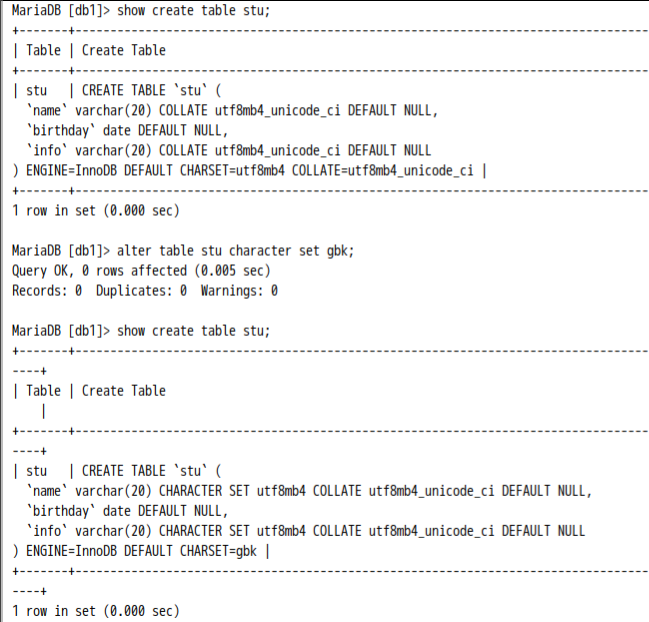 MariaDB [db1]> show create table stu;
+-------+---------------------------------------------------------------------------------
| Table | Create Table
+-------+---------------------------------------------------------------------------------
| stu   | CREATE TABLE `stu` (
  `name` varchar(20) COLLATE utf8mb4_unicode_ci DEFAULT NULL,
  `birthday` date DEFAULT NULL,
  `info` varchar(20) COLLATE utf8mb4_unicode_ci DEFAULT NULL
) ENGINE=InnoDB DEFAULT CHARSET=utf8mb4 COLLATE=utf8mb4_unicode_ci |
+-------+---------------------------------------------------------------------------------
1 row in set (0.000 sec)
MariaDB [db1]> alter table stu character set gbk;
Query OK, 0 rows affected (0.005 sec)
Records: 0  Duplicates: 0  Warnings: 0
MariaDB [db1]> show create table stu;
+-------+---------------------------------------------------------------------------------
----+
| Table | Create Table
    |
+-------+---------------------------------------------------------------------------------
----+
| stu   | CREATE TABLE `stu` (
  `name` varchar(20) CHARACTER SET utf8mb4 COLLATE utf8mb4_unicode_ci DEFAULT NULL,
  `birthday` date DEFAULT NULL,
  `info` varchar(20) CHARACTER SET utf8mb4 COLLATE utf8mb4_unicode_ci DEFAULT NULL
) ENGINE=InnoDB DEFAULT CHARSET=gbk |
+-------+---------------------------------------------------------------------------------
----+
1 row in set (0.000 sec)